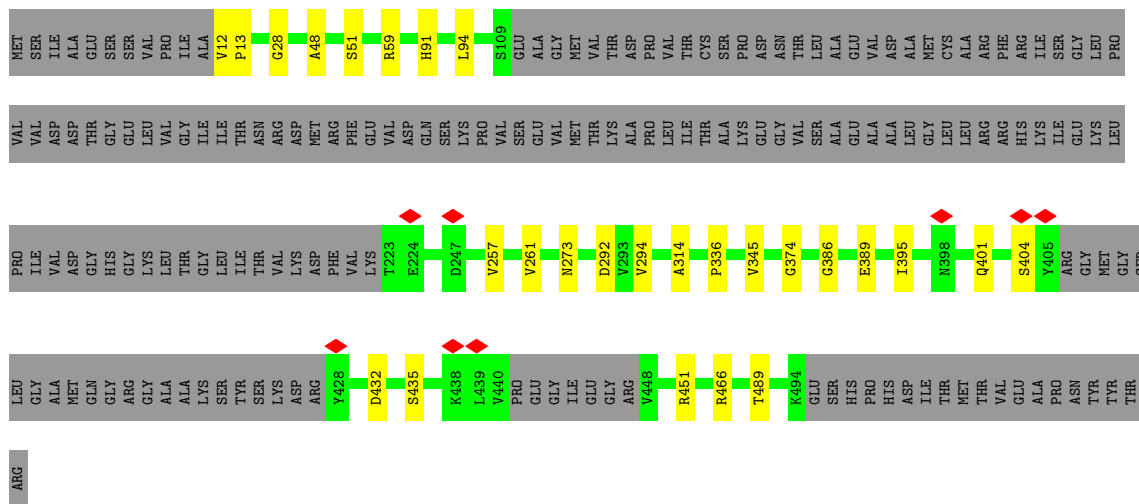 MET SER ILE ALA GLU SER SER VAL PRO ILE ALA V12 P13 G28 A48 S51 R59 H91 L94 S109 GLU ALA GLY MET VAL THR ASP PRO VAL THR CYS SER PRO ASP ASN THR LEU ALA GLU VAL ASP ALA MET CYS ALA ARG PHE ARG ILE SER GLY LEU PRO
VAL VAL ASP ASP THR GLY GLU LEU VAL GLY ILE ILE THR ASN ARG ASP MET ARG PHE GLU VAL ASP GLN SER LYS PRO VAL SER GLU VAL MET THR LYS ALA PRO LEU ILE THR ALA LYS GLU GLY VAL SER ALA GLU ALA ALA LEU GLY LEU LEU ARG ARG HIS LYS ILE GLU LYS LEU
PRO ILE VAL ASP GLY HIS GLY LYS LEU THR GLY LEU ILE THR VAL LYS ASP PHE VAL LYS T223 E224 D247 V257 V261 N273 D292 V293 V294 A314 P336 V345 G374 G386 E389 I395 N398 Q401 S404 Y405 ARG GLY MET GLY SER
LEU GLY ALA MET GLN GLY ARG GLY ALA ALA LYS SER TYR SER LYS ASP ARG Y428 D432 S435 K438 L439 V440 PRO GLU GLY ILE GLU GLY ARG V448 R451 R466 T489 K494 GLU SER HIS PRO HIS ASP ILE THR MET THR VAL GLU ALA PRO ASN TYR TYR THR
ARG